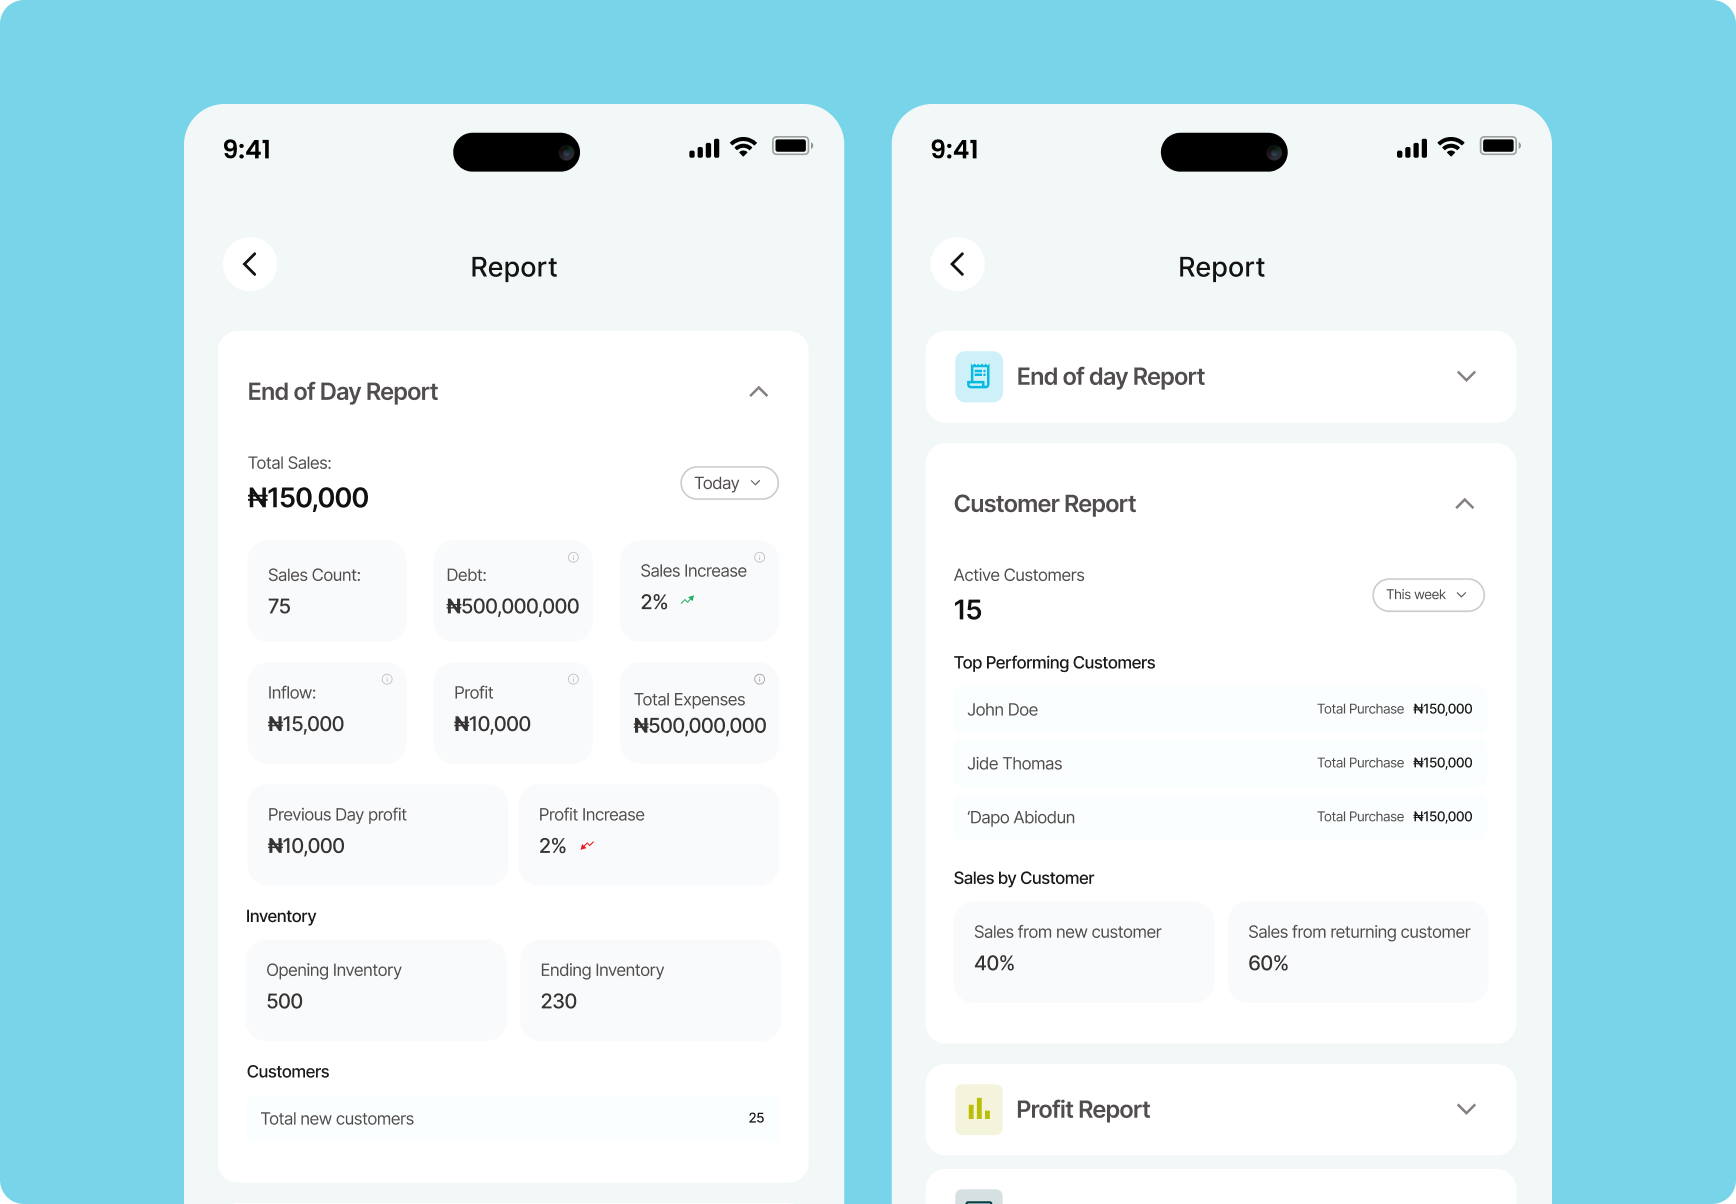 9:41
Report
End of Day Report
Total Sales:
₦150,000
Today
Sales Count:
75
Debt:
₦500,000,000
Sales Increase
2%
Inflow:
₦15,000
Profit
₦10,000
Total Expenses
₦500,000,000
Previous Day profit
₦10,000
Profit Increase
2%
Inventory
Opening Inventory
500
Ending Inventory
230
Customers
Total new customers 25
9:41
Report
End of day Report
Customer Report
Active Customers
15
This week
Top Performing Customers
John Doe Total Purchase ₦150,000
Jide Thomas Total Purchase ₦150,000
‘Dapo Abiodun Total Purchase ₦150,000
Sales by Customer
Sales from new customer
40%
Sales from returning customer
60%
Profit Report